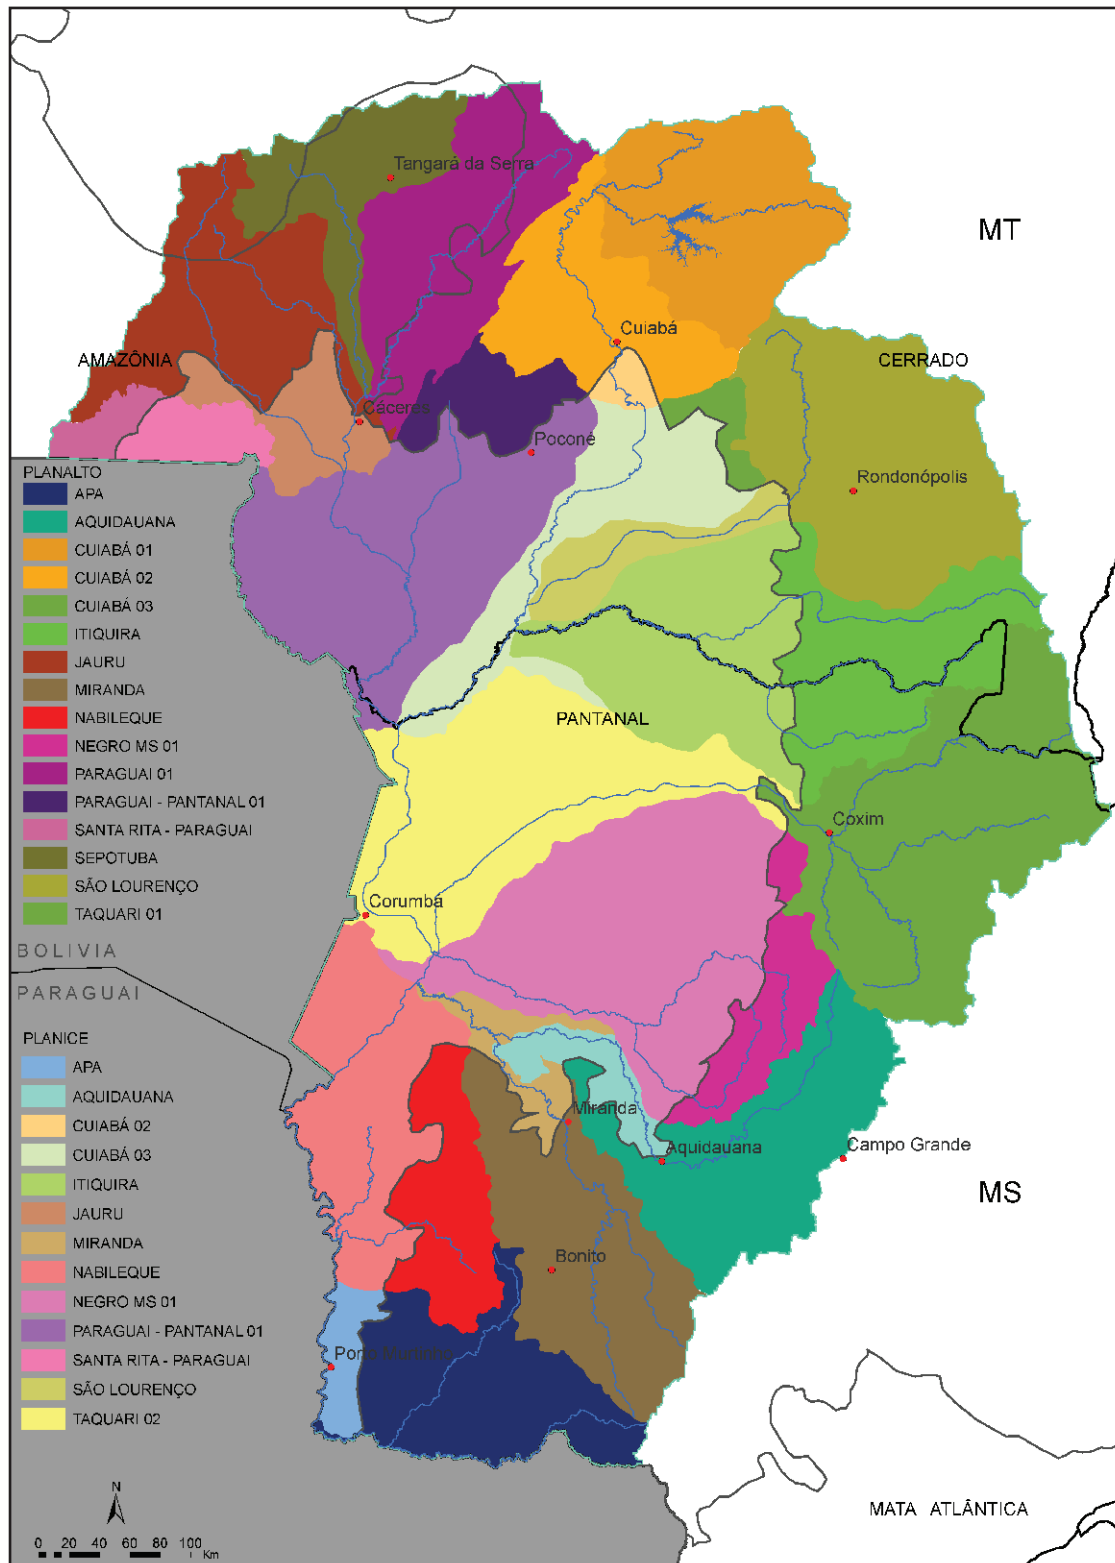 MT
Tangará da Serra
Cuiabá
AMAZÔNIA
CERRADO
Cáceres
Poconé
Rondonópolis
PLANALTO
APA
AQUIDAUANA
CUIABÁ 01
CUIABÁ 02
CUIABÁ 03
ITIQUIRA
JAURU
MIRANDA
NABILEQUE
NEGRO MS 01
PARAGUAI 01
PARAGUAI - PANTANAL 01
SANTA RITA - PARAGUAI
SEPOTUBA
SÃO LOURENÇO
TAQUARI 01
BOLIVIA
PARAGUAI
PANTANAL
Coxim
Corumbá
Miranda
Aquidauana
Campo Grande
MS
Bonito
PLANICE
APA
AQUIDAUANA
CUIABÁ 02
CUIABÁ 03
ITIQUIRA
JAURU
MIRANDA
NABILEQUE
NEGRO MS 01
PARAGUAI - PANTANAL 01
SANTA RITA - PARAGUAI
SÃO LOURENÇO
TAQUARI 02
Porto
MATA ATLÂNTICA
N
0 20 40 60 80 100
Km